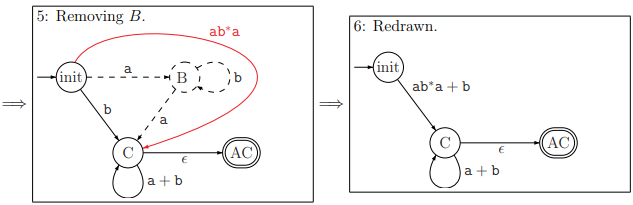 5: Removing B.
ab*a
init
a
B
b
b
a
C
ϵ
AC
a + b
⟹
⟹
6: Redrawn.
init
ab*a + b
C
ϵ
AC
a + b